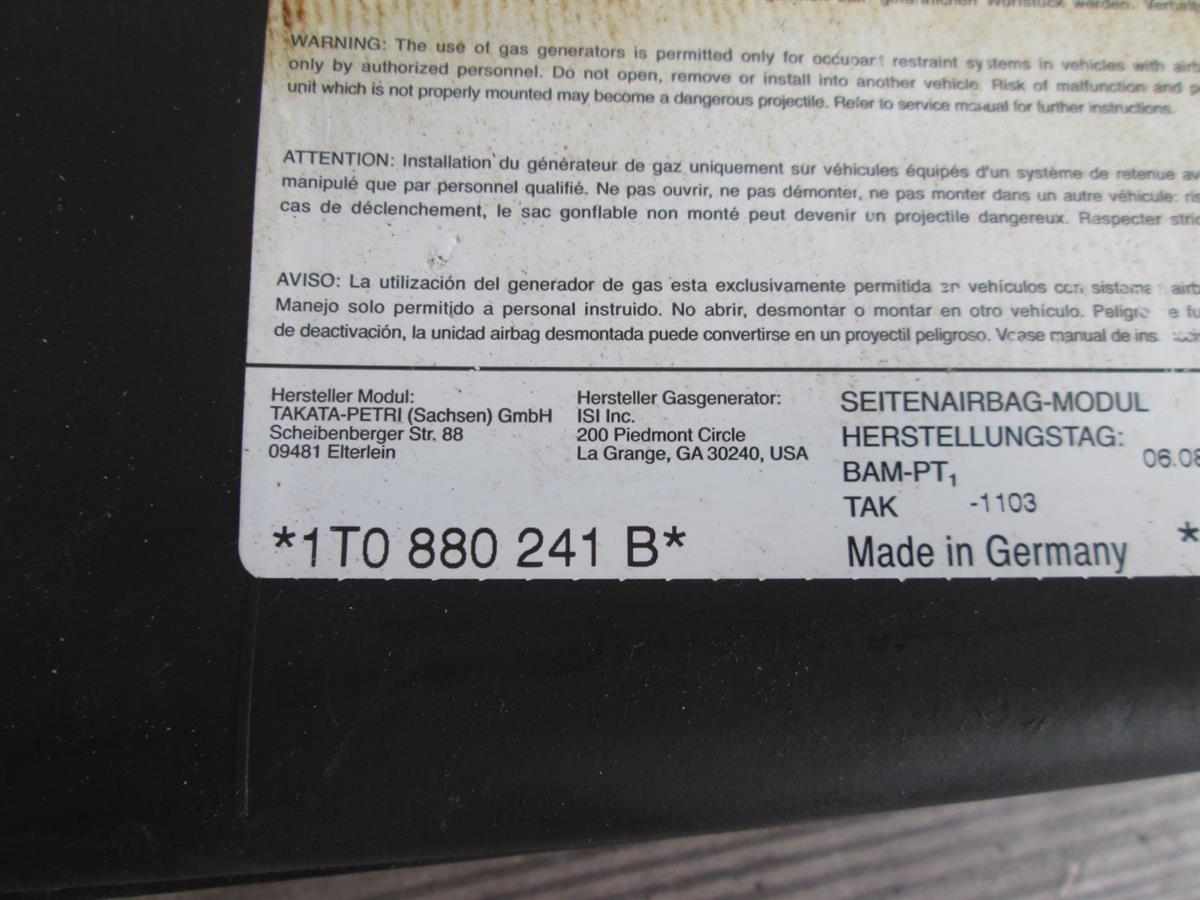 WARNING: The use of gas generators is permitted only for occupant restraint systems in vehicles with
only by authorized personnel. Do not open, remove or install into another vehicle. Risk of malfunction and
unit which is not properly mounted may become a dangerous projectile. Refer to service manual for further instructions.
ATTENTION: Installation du générateur de gaz uniquement sur véhicules équipés d'un système de retenue
manipulé que par personnel qualifié. Ne pas ouvrir, ne pas démonter, ne pas monter dans un autre véhicule:
cas de déclenchement, le sac gonflable non monté peut devenir un projectile dangereux. Respecter
AVISO: La utilización del generador de gas esta exclusivamente permitida en vehículos con sistema
Manejo solo permitido a personal instruido. No abrir, desmontar o montar en otro vehículo.
de deactivación, la unidad airbag desmontada puede convertirse en un proyectil peligroso. manual de
Hersteller Modul:
TAKATA-PETRI (Sachsen) GmbH
Scheibenberger Str. 88
09481 Elterlein
Hersteller Gasgenerator:
ISI Inc.
200 Piedmont Circle
La Grange, GA 30240, USA
SEITENAIRBAG-MODUL
HERSTELLUNGSTAG:
06.08
BAM-PT1
TAK -1103
Made in Germany
*1T0 880 241 B*
*